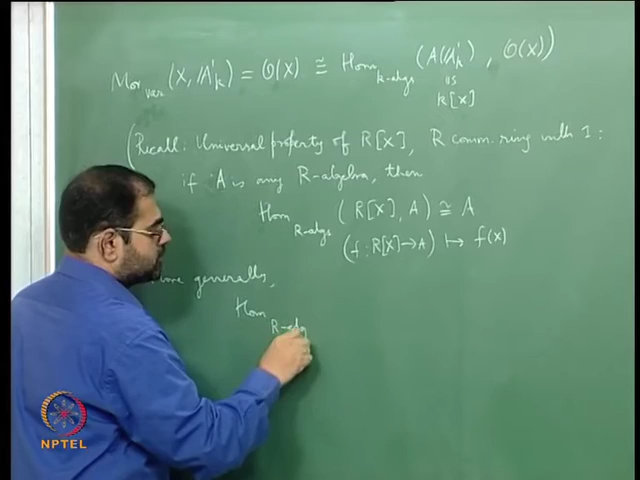 Mor_var (X, A¹_k) = O(X) ≅ Hom_k-algs (A(A¹_k), O(X))
k[x]
(Recall: Universal property of R[X], R comm. ring with 1:
if A is any R-algebra, then
Hom_R-algs (R[X], A) ≅ A
(f: R[X]→A) ↦ f(X)
more generally,
Hom_R-alg
NPTEL